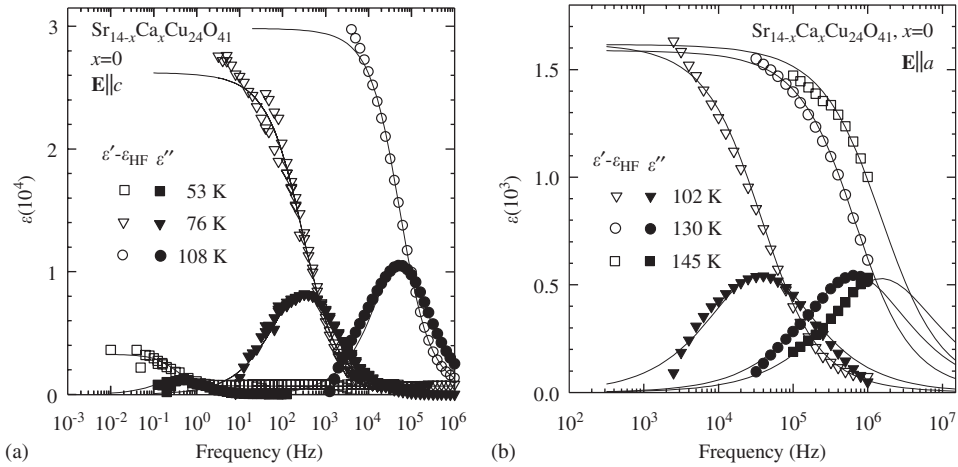 3
2
1
0
ε(10⁴)
Sr₁₄₋ₓCaₓCu₂₄O₄₁
x=0
E||c
ε′-ε_HF ε″
53 K
76 K
108 K
10⁻³ 10⁻² 10⁻¹ 10⁰ 10¹ 10² 10³ 10⁴ 10⁵ 10⁶
Frequency (Hz)
(a)
1.5
1.0
0.5
0.0
ε(10³)
Sr₁₄₋ₓCaₓCu₂₄O₄₁, x=0
E||a
ε′-ε_HF ε″
102 K
130 K
145 K
10² 10³ 10⁴ 10⁵ 10⁶ 10⁷
Frequency (Hz)
(b)